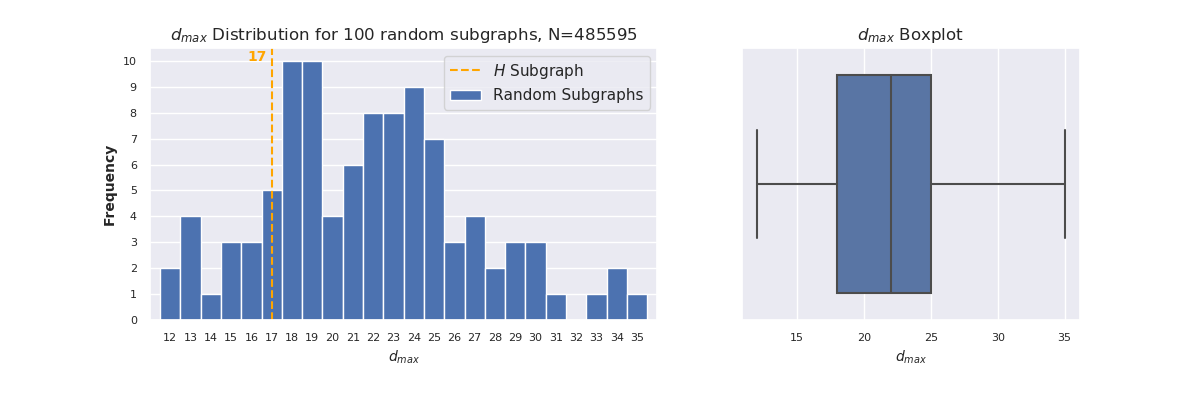 d_max Distribution for 100 random subgraphs, N=485595
17
H Subgraph
Random Subgraphs
Frequency
10
9
8
7
6
5
4
3
2
1
0
12 13 14 15 16 17 18 19 20 21 22 23 24 25 26 27 28 29 30 31 32 33 34 35
d_max
d_max Boxplot
15 20 25 30 35
d_max